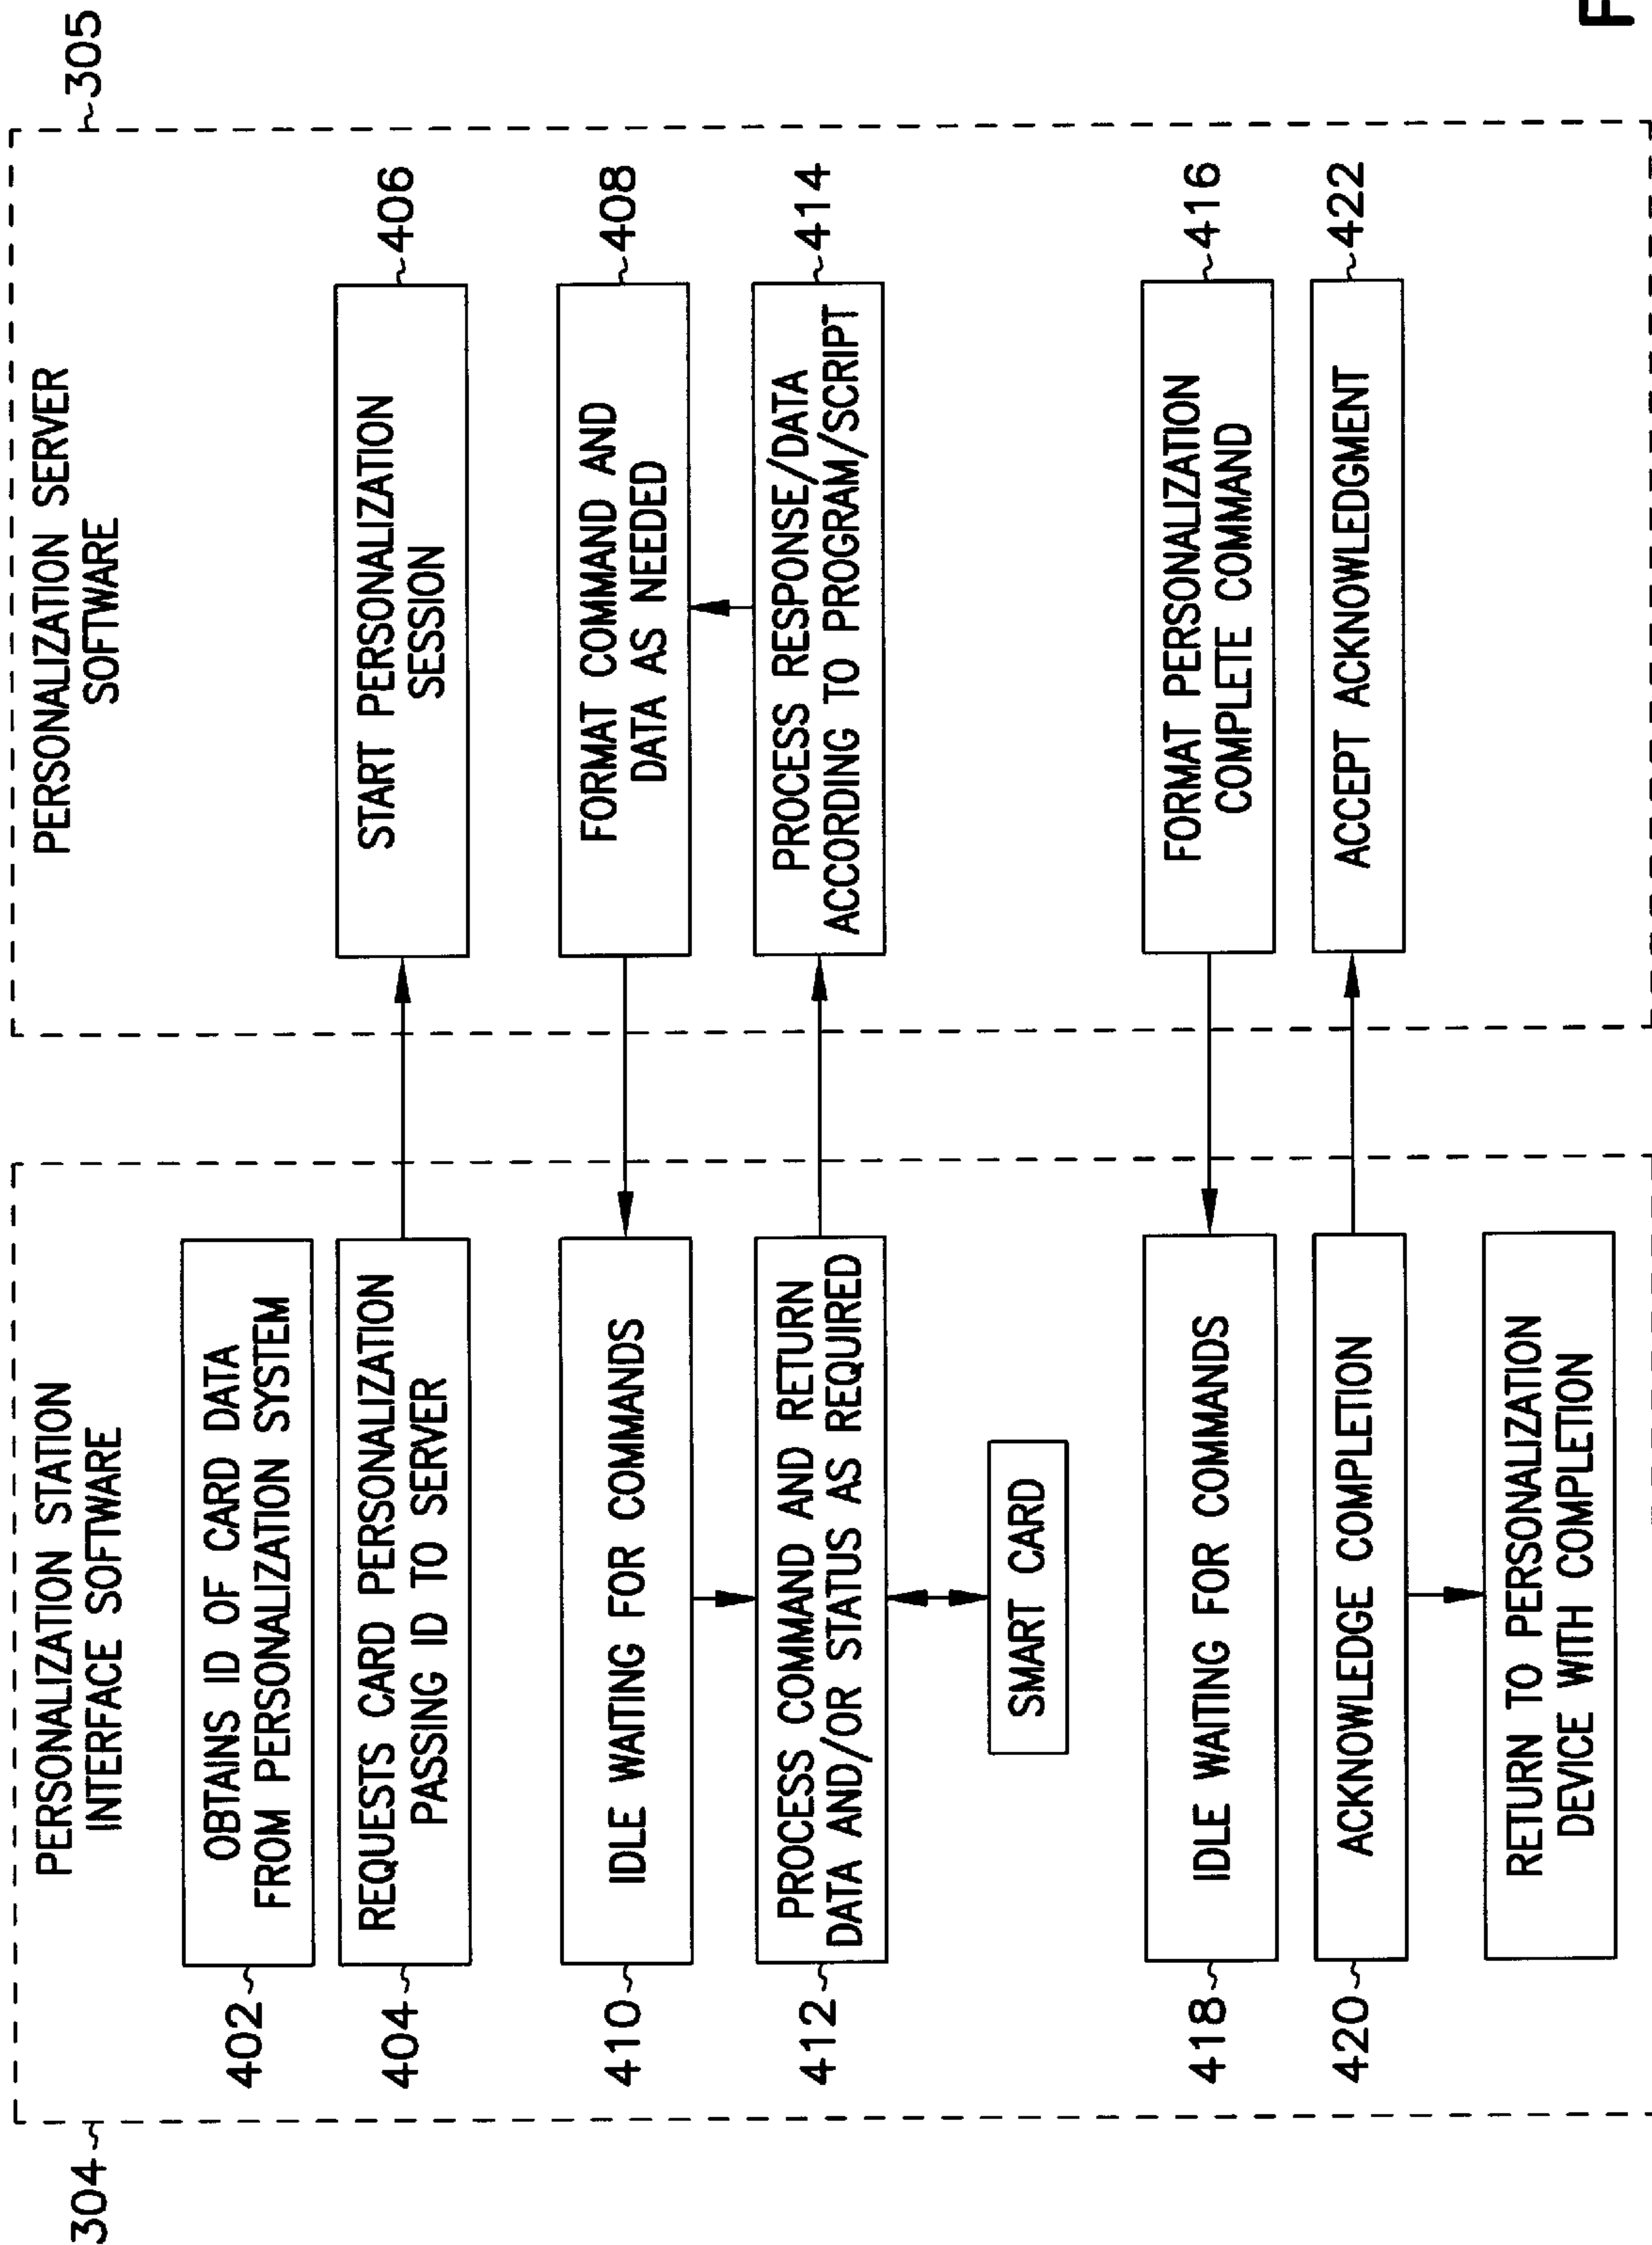 304
PERSONALIZATION STATION
INTERFACE SOFTWARE
402
OBTAINS ID OF CARD DATA
FROM PERSONALIZATION SYSTEM
404
REQUESTS CARD PERSONALIZATION
PASSING ID TO SERVER
410
IDLE WAITING FOR COMMANDS
412
PROCESS COMMAND AND RETURN
DATA AND/OR STATUS AS REQUIRED
SMART CARD
418
IDLE WAITING FOR COMMANDS
420
ACKNOWLEDGE COMPLETION
RETURN TO PERSONALIZATION
DEVICE WITH COMPLETION
305
PERSONALIZATION SERVER
SOFTWARE
START PERSONALIZATION
SESSION
406
FORMAT COMMAND AND
DATA AS NEEDED
408
PROCESS RESPONSE/DATA
ACCORDING TO PROGRAM/SCRIPT
414
FORMAT PERSONALIZATION
COMPLETE COMMAND
416
ACCEPT ACKNOWLEDGMENT
422